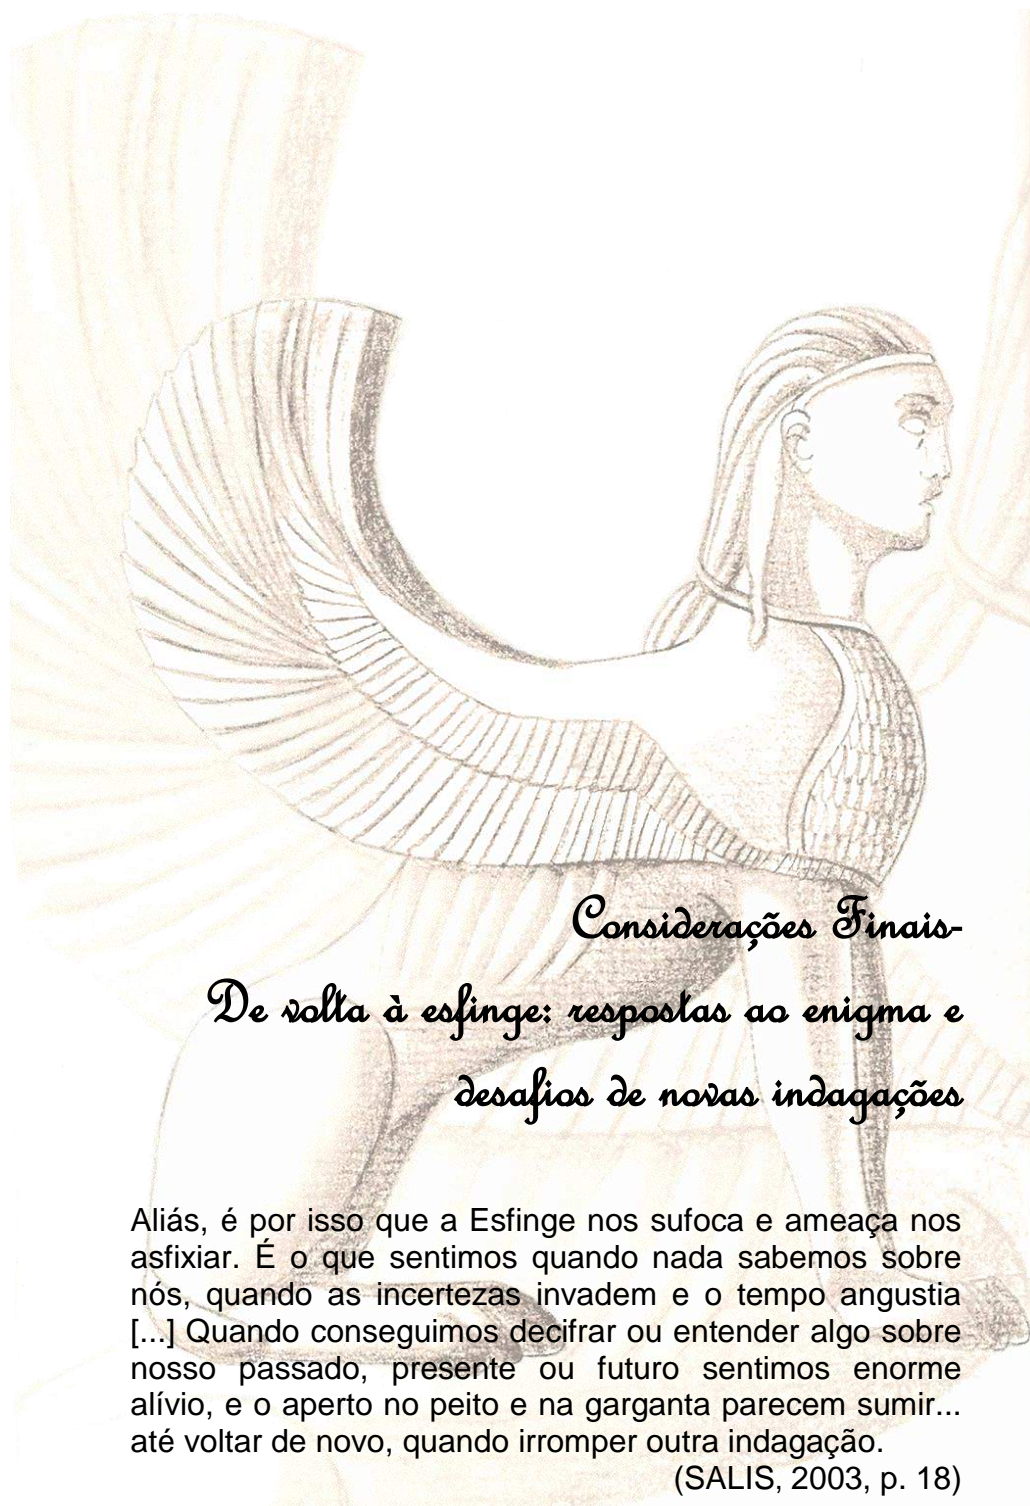 Considerações Finais-
De volta à esfinge: respostas ao enigma e
desafios de novas indagações
Aliás, é por isso que a Esfinge nos sufoca e ameaça nos
asfixiar. É o que sentimos quando nada sabemos sobre
nós, quando as incertezas invadem e o tempo angustia
[...] Quando conseguimos decifrar ou entender algo sobre
nosso passado, presente ou futuro sentimos enorme
alívio, e o aperto no peito e na garganta parecem sumir...
até voltar de novo, quando irromper outra indagação.
(SALIS, 2003, p. 18)